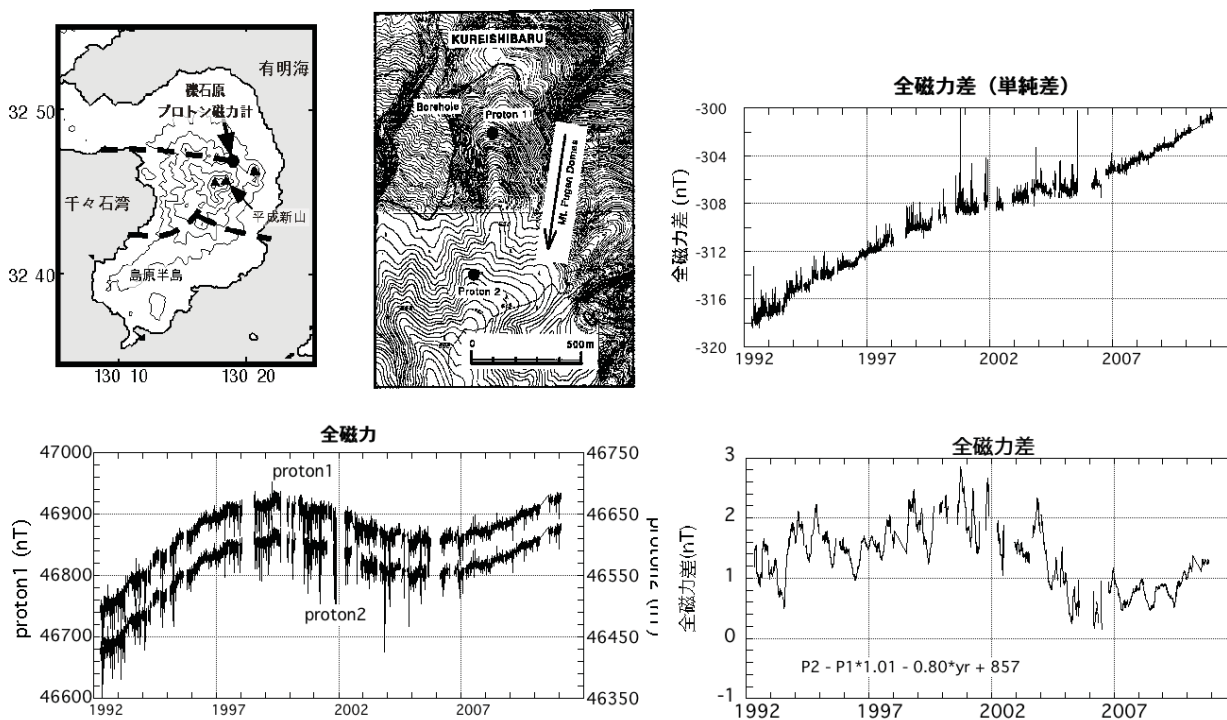 有明海
礫石原
プロトン磁力計
32 50
千々石湾
平成新山
32 40
島原半島
130 10
130 20
KUREISHIBARU
Borehole
Proton 1
Mt. Fugen Domes
Proton 2
0
500m
全磁力差（単純差）
全磁力差 (nT)
-300
-304
-308
-312
-316
-320
1992
1997
2002
2007
全磁力
proton1 (nT)
47000
46900
46800
46700
46600
proton1
proton2
46750
46650
46550
46450
46350
1992
1997
2002
2007
全磁力差
全磁力差(nT)
3
2
1
0
-1
P2 - P1*1.01 - 0.80*yr + 857
1992
1997
2002
2007